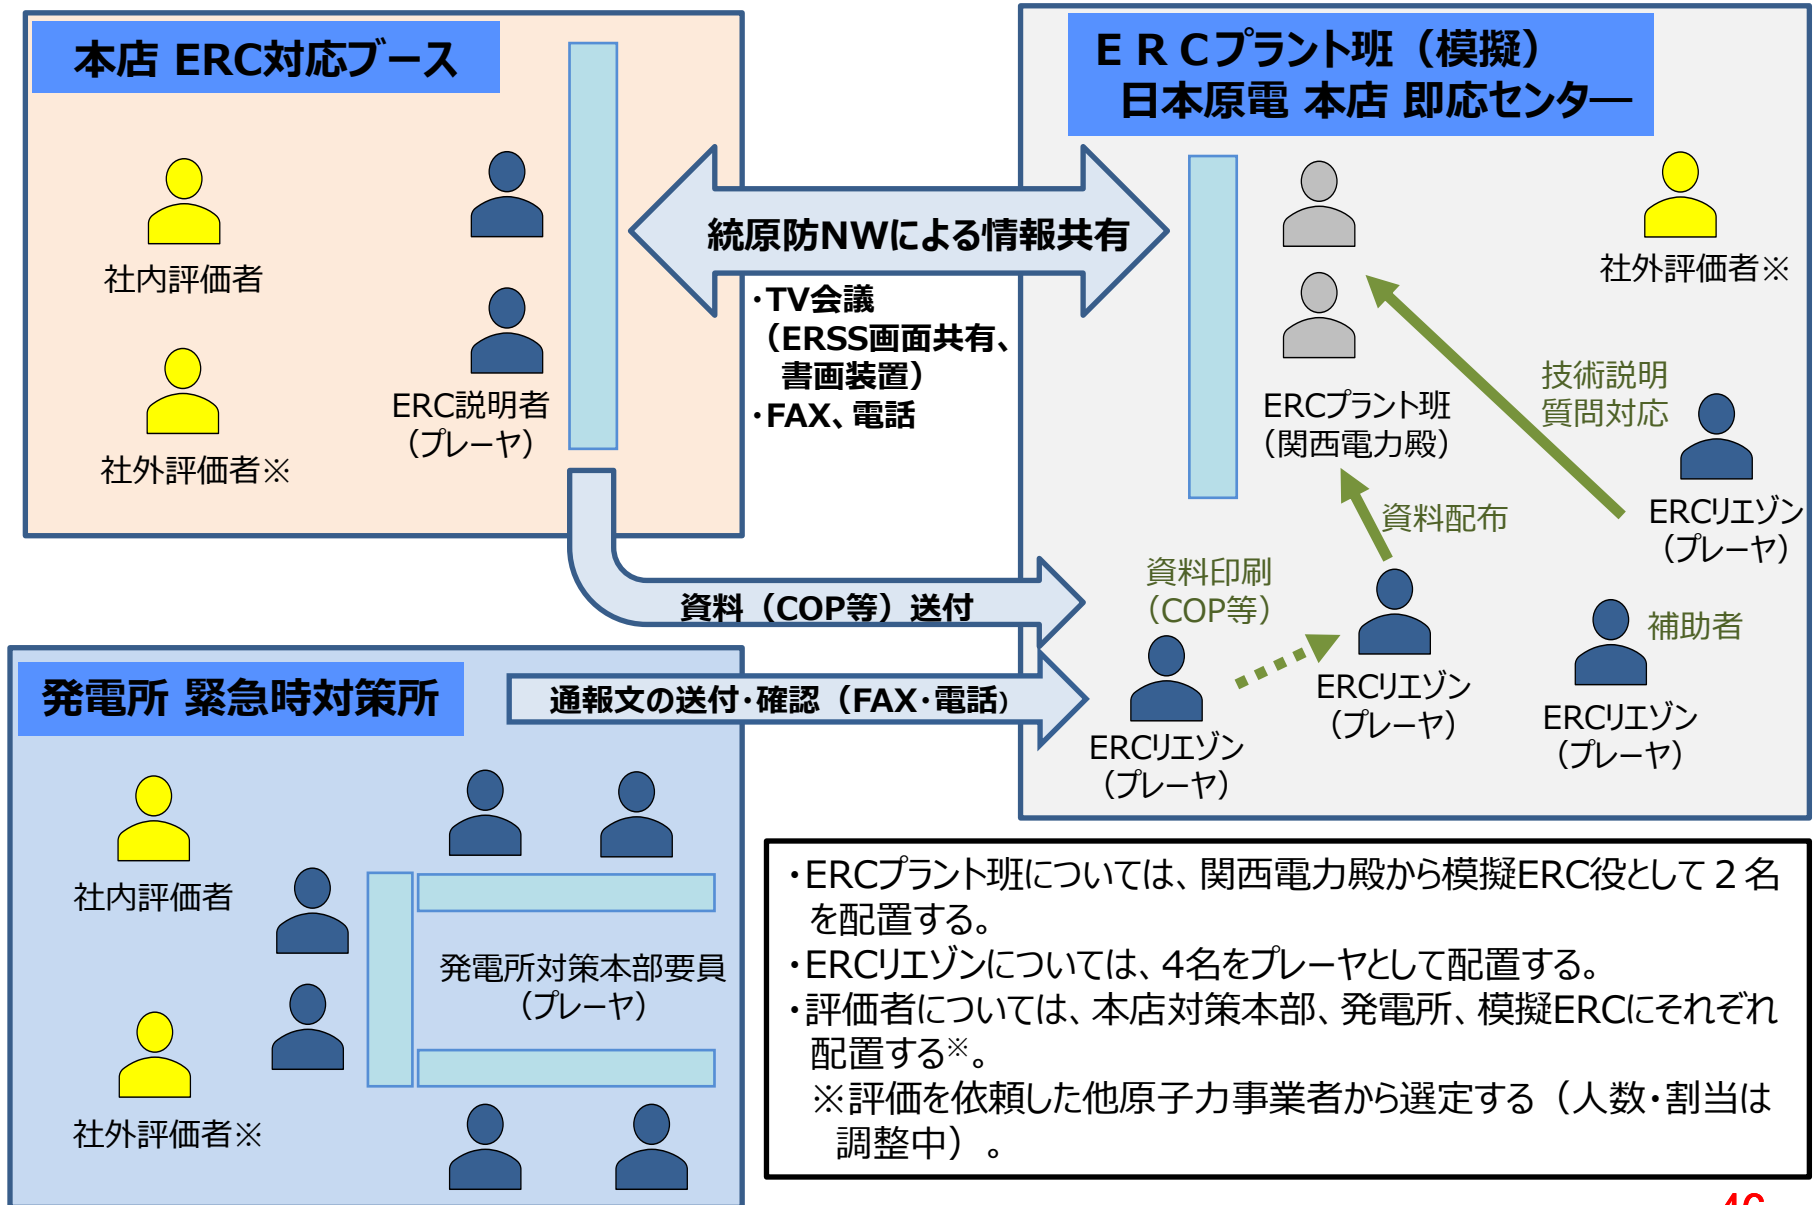 本店 ERC対応ブース
社内評価者
社外評価者※
ERC説明者
（プレーヤ）
統原防NWによる情報共有
・TV会議
（ERSS画面共有、
書画装置）
・FAX、電話
資料（COP等）送付
通報文の送付・確認（FAX・電話）
ＥＲＣプラント班（模擬）
日本原電 本店 即応センター
社外評価者※
ERCプラント班
（関西電力殿）
技術説明
質問対応
ERCリエゾン
（プレーヤ）
資料配布
資料印刷
（COP等）
ERCリエゾン
（プレーヤ）
ERCリエゾン
（プレーヤ）
補助者
ERCリエゾン
（プレーヤ）
発電所 緊急時対策所
社内評価者
社外評価者※
発電所対策本部要員
（プレーヤ）
・ERCプラント班については、関西電力殿から模擬ERC役として２名
を配置する。
・ERCリエゾンについては、4名をプレーヤとして配置する。
・評価者については、本店対策本部、発電所、模擬ERCにそれぞれ
配置する※。
※評価を依頼した他原子力事業者から選定する（人数・割当は
調整中）。